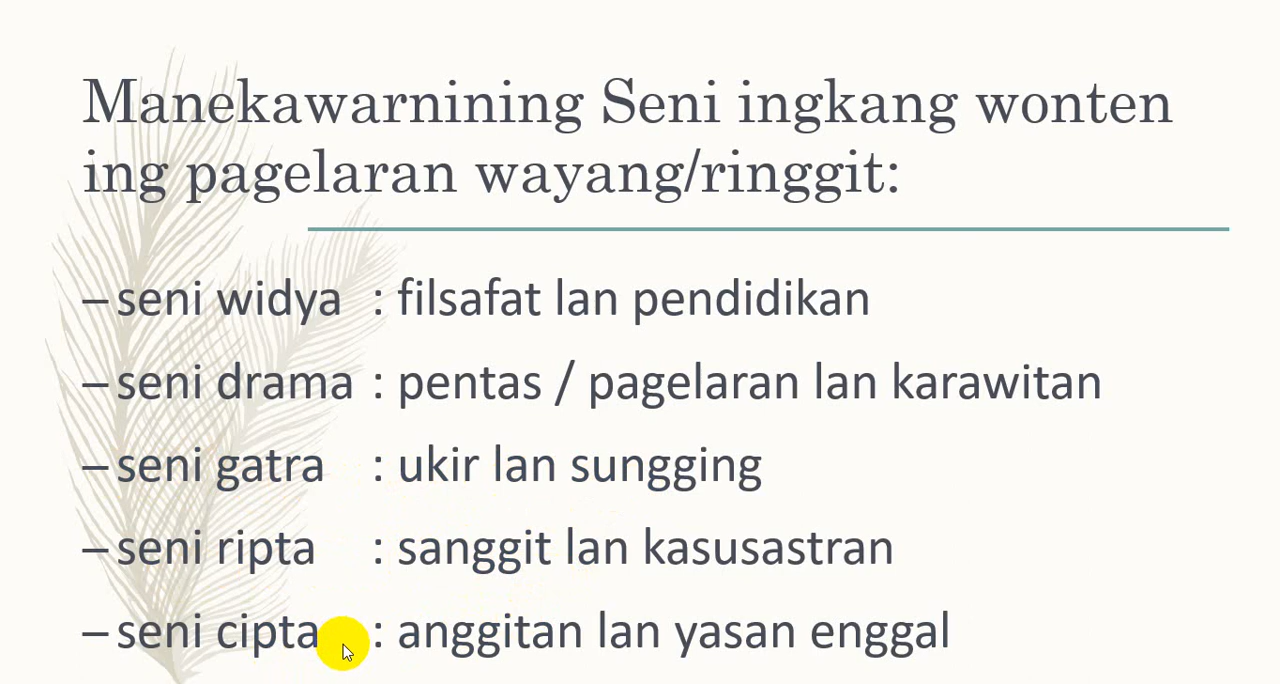 Manekawarnining Seni ingkang wonten
ing pagelaran wayang/ringgit:
– seni widya : filsafat lan pendidikan
– seni drama : pentas / pagelaran lan karawitan
– seni gatra : ukir lan sungging
– seni ripta : sanggit lan kasusastran
– seni cipta : anggitan lan yasan enggal